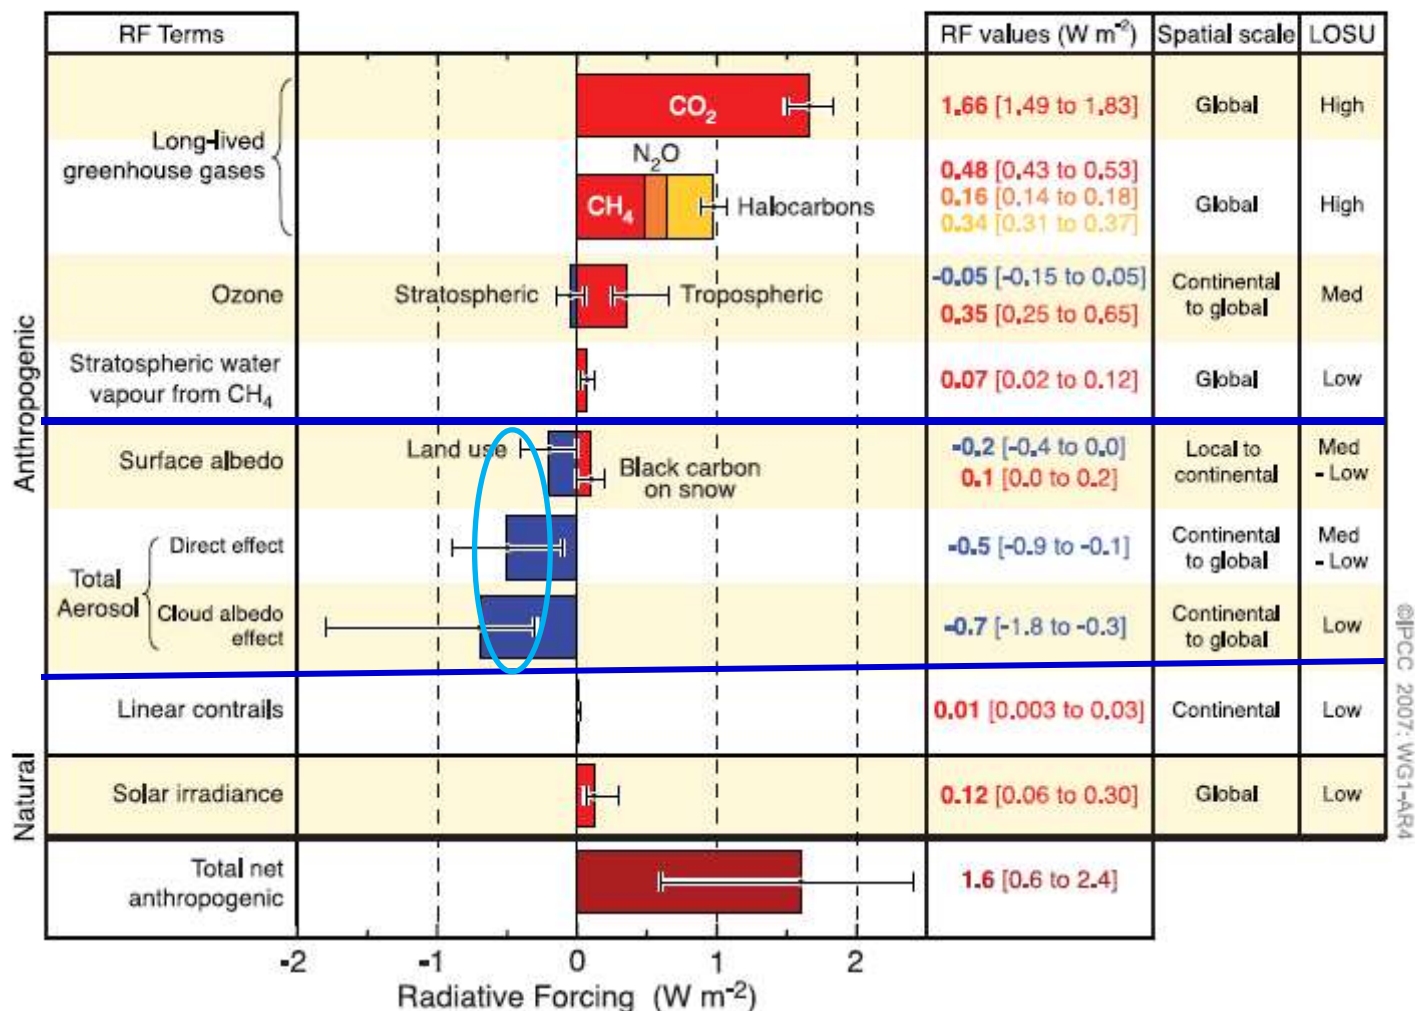 RF Terms
RF values (W m⁻²)
Spatial scale
LOSU
Anthropogenic
Long-lived
greenhouse gases
CO₂
1.66 [1.49 to 1.83]
Global
High
N₂O
CH₄
Halocarbons
0.48 [0.43 to 0.53]
0.16 [0.14 to 0.18]
0.34 [0.31 to 0.37]
Global
High
Ozone
Stratospheric
Tropospheric
-0.05 [-0.15 to 0.05]
0.35 [0.25 to 0.65]
Continental
to global
Med
Stratospheric water
vapour from CH₄
0.07 [0.02 to 0.12]
Global
Low
Surface albedo
Land use
Black carbon
on snow
-0.2 [-0.4 to 0.0]
0.1 [0.0 to 0.2]
Local to
continental
Med
- Low
Total
Aerosol
Direct effect
-0.5 [-0.9 to -0.1]
Continental
to global
Med
- Low
Cloud albedo
effect
-0.7 [-1.8 to -0.3]
Continental
to global
Low
Linear contrails
0.01 [0.003 to 0.03]
Continental
Low
Natural
Solar irradiance
0.12 [0.06 to 0.30]
Global
Low
Total net
anthropogenic
1.6 [0.6 to 2.4]
-2 -1 0 1 2
Radiative Forcing (W m⁻²)
©IPCC 2007: WG1-AR4